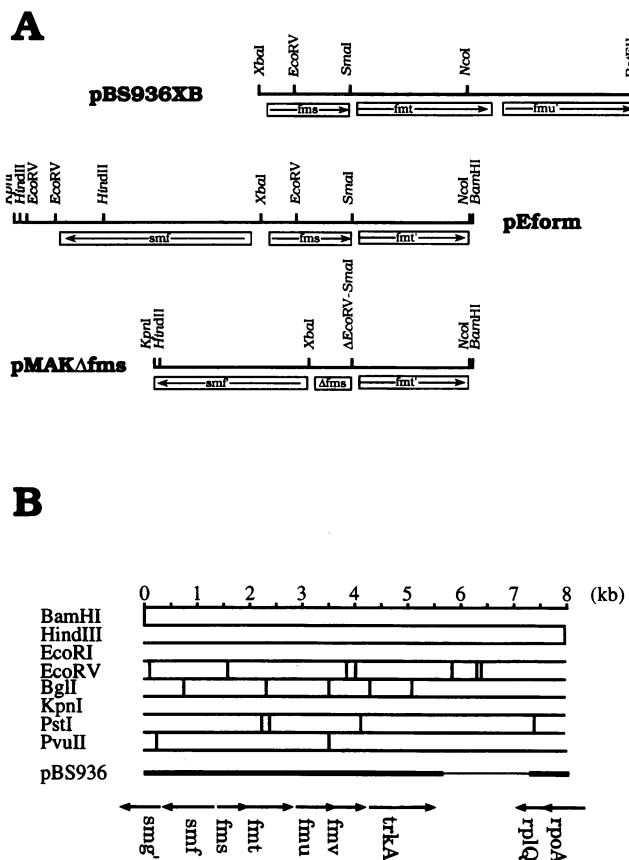 A
XbaI
EcoRV
SmaI
NcoI
pBS936XB
fms
fmt
fmu'
HindII
EcoRV
EcoRV
HindII
XbaI
EcoRV
SmaI
NcoI
BamHI
pEform
smf
fms
fmt'
KpnI
HindII
XbaI
ΔEcoRV-SmaI
NcoI
BamHI
pMAKΔfms
smf'
Δfms
fmt'
B
0 1 2 3 4 5 6 7 8 (kb)
BamHI
HindIII
EcoRI
EcoRV
BglI
KpnI
PstI
PvuII
pBS936
smg'
smf
fms
fmt
fmu
fmv
trkA
rplQ
rpoA